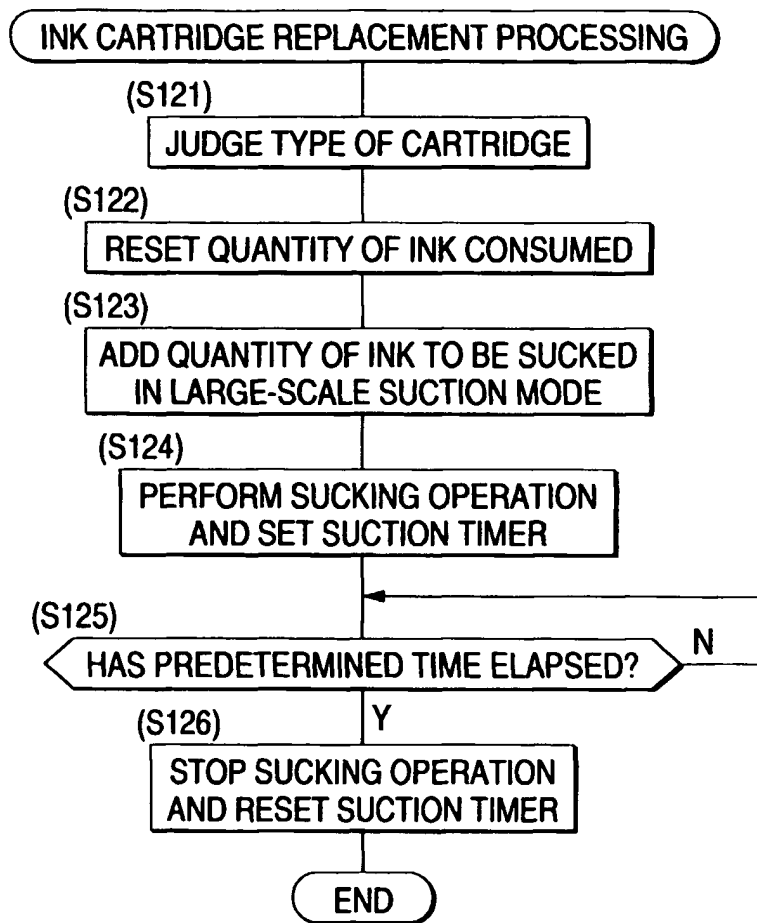 INK CARTRIDGE REPLACEMENT PROCESSING
(S121)
JUDGE TYPE OF CARTRIDGE
(S122)
RESET QUANTITY OF INK CONSUMED
(S123)
ADD QUANTITY OF INK TO BE SUCKED
IN LARGE-SCALE SUCTION MODE
(S124)
PERFORM SUCKING OPERATION
AND SET SUCTION TIMER
(S125)
HAS PREDETERMINED TIME ELAPSED?
N
Y
(S126)
STOP SUCKING OPERATION
AND RESET SUCTION TIMER
END